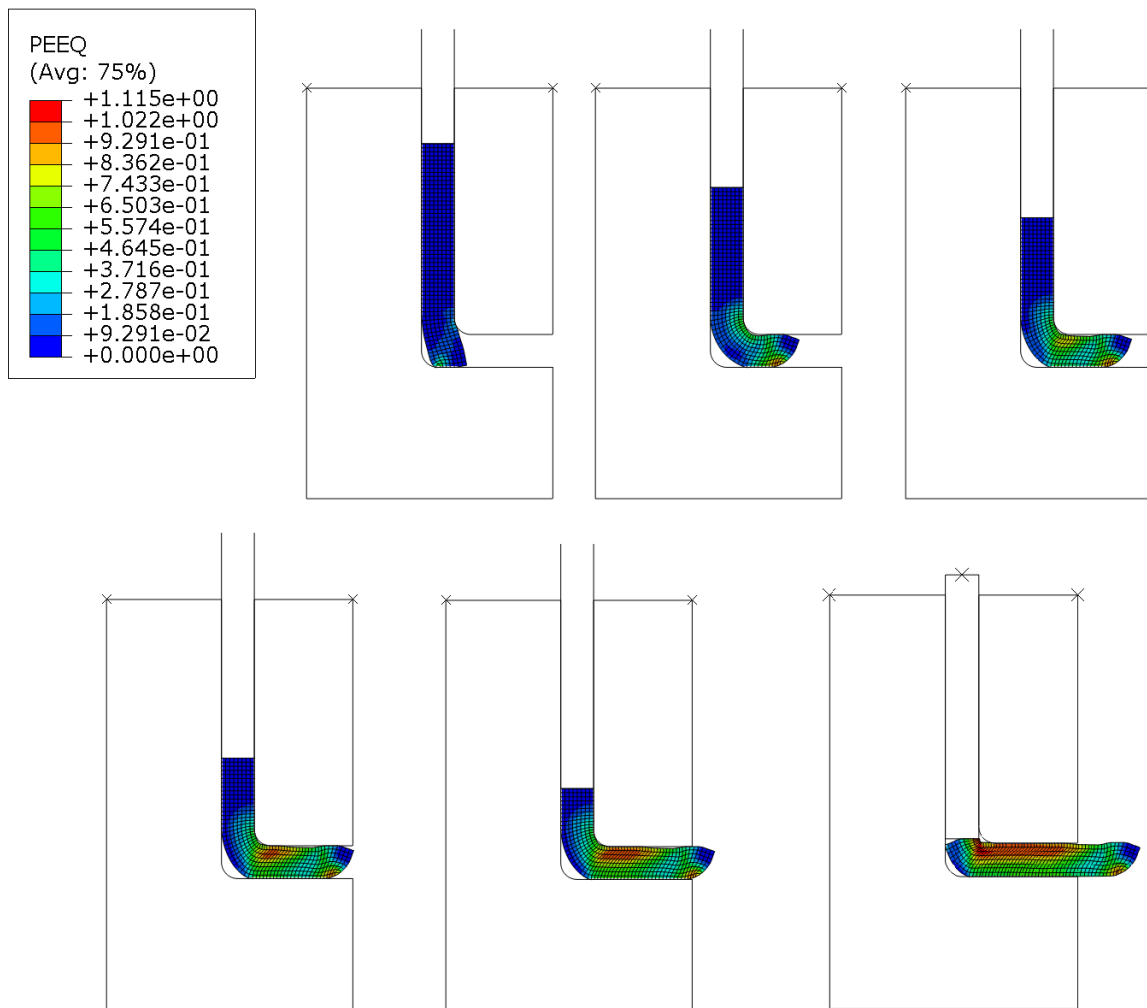 PEEQ
(Avg: 75%)
+1.115e+00
+1.022e+00
+9.291e-01
+8.362e-01
+7.433e-01
+6.503e-01
+5.574e-01
+4.645e-01
+3.716e-01
+2.787e-01
+1.858e-01
+9.291e-02
+0.000e+00